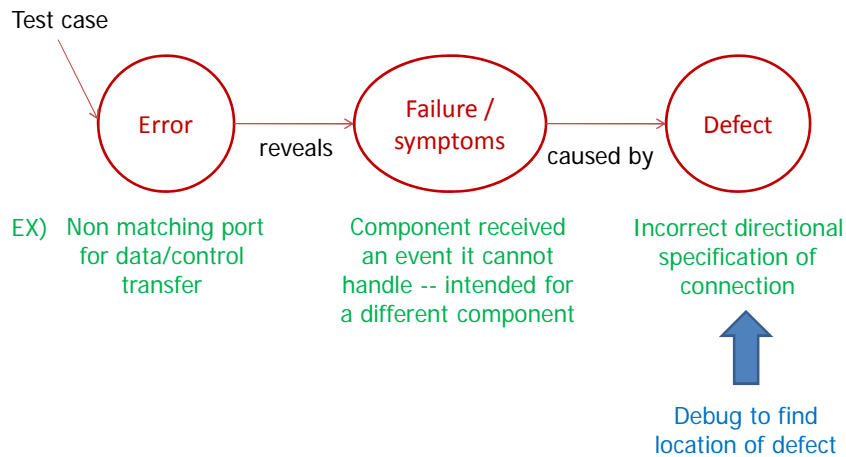 Test case
Error
reveals
Failure /
symptoms
caused by
Defect
EX) Non matching port
for data/control
transfer
Component received
an event it cannot
handle -- intended for
a different component
Incorrect directional
specification of
connection
Debug to find
location of defect